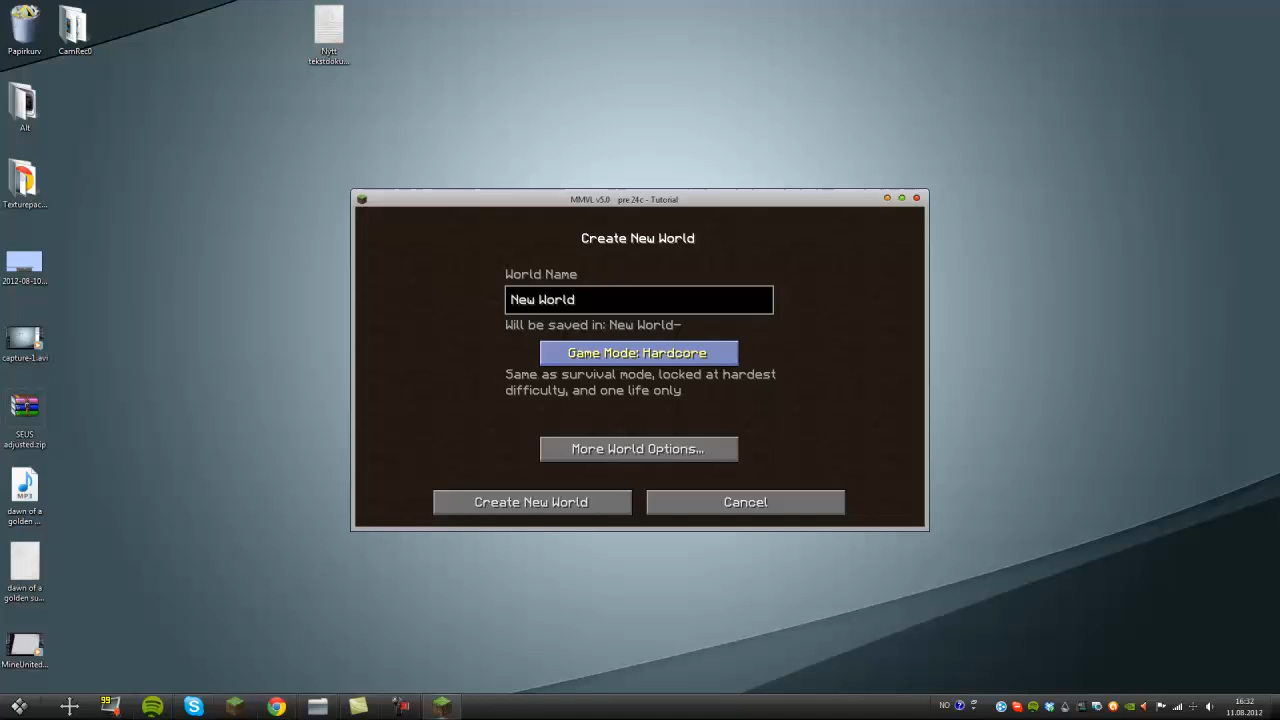 Papirkurv
CamRec0
Nytt
tekstdoku...
Alt
Texturepac...
2012-08-10...
capture-1.avi
SEUS
adjusted.zip
MP3
dawn of a
golden ...
dawn of a
golden su...
MineUnited...
MMVL v5.0 pre 24c - Tutorial
Create New World
World Name
New World
Will be saved in: New World-
Game Mode: Hardcore
Same as survival mode, locked at hardest
difficulty, and one life only
More World Options...
Create New World
Cancel
99
NO
16:32
11.08.2012